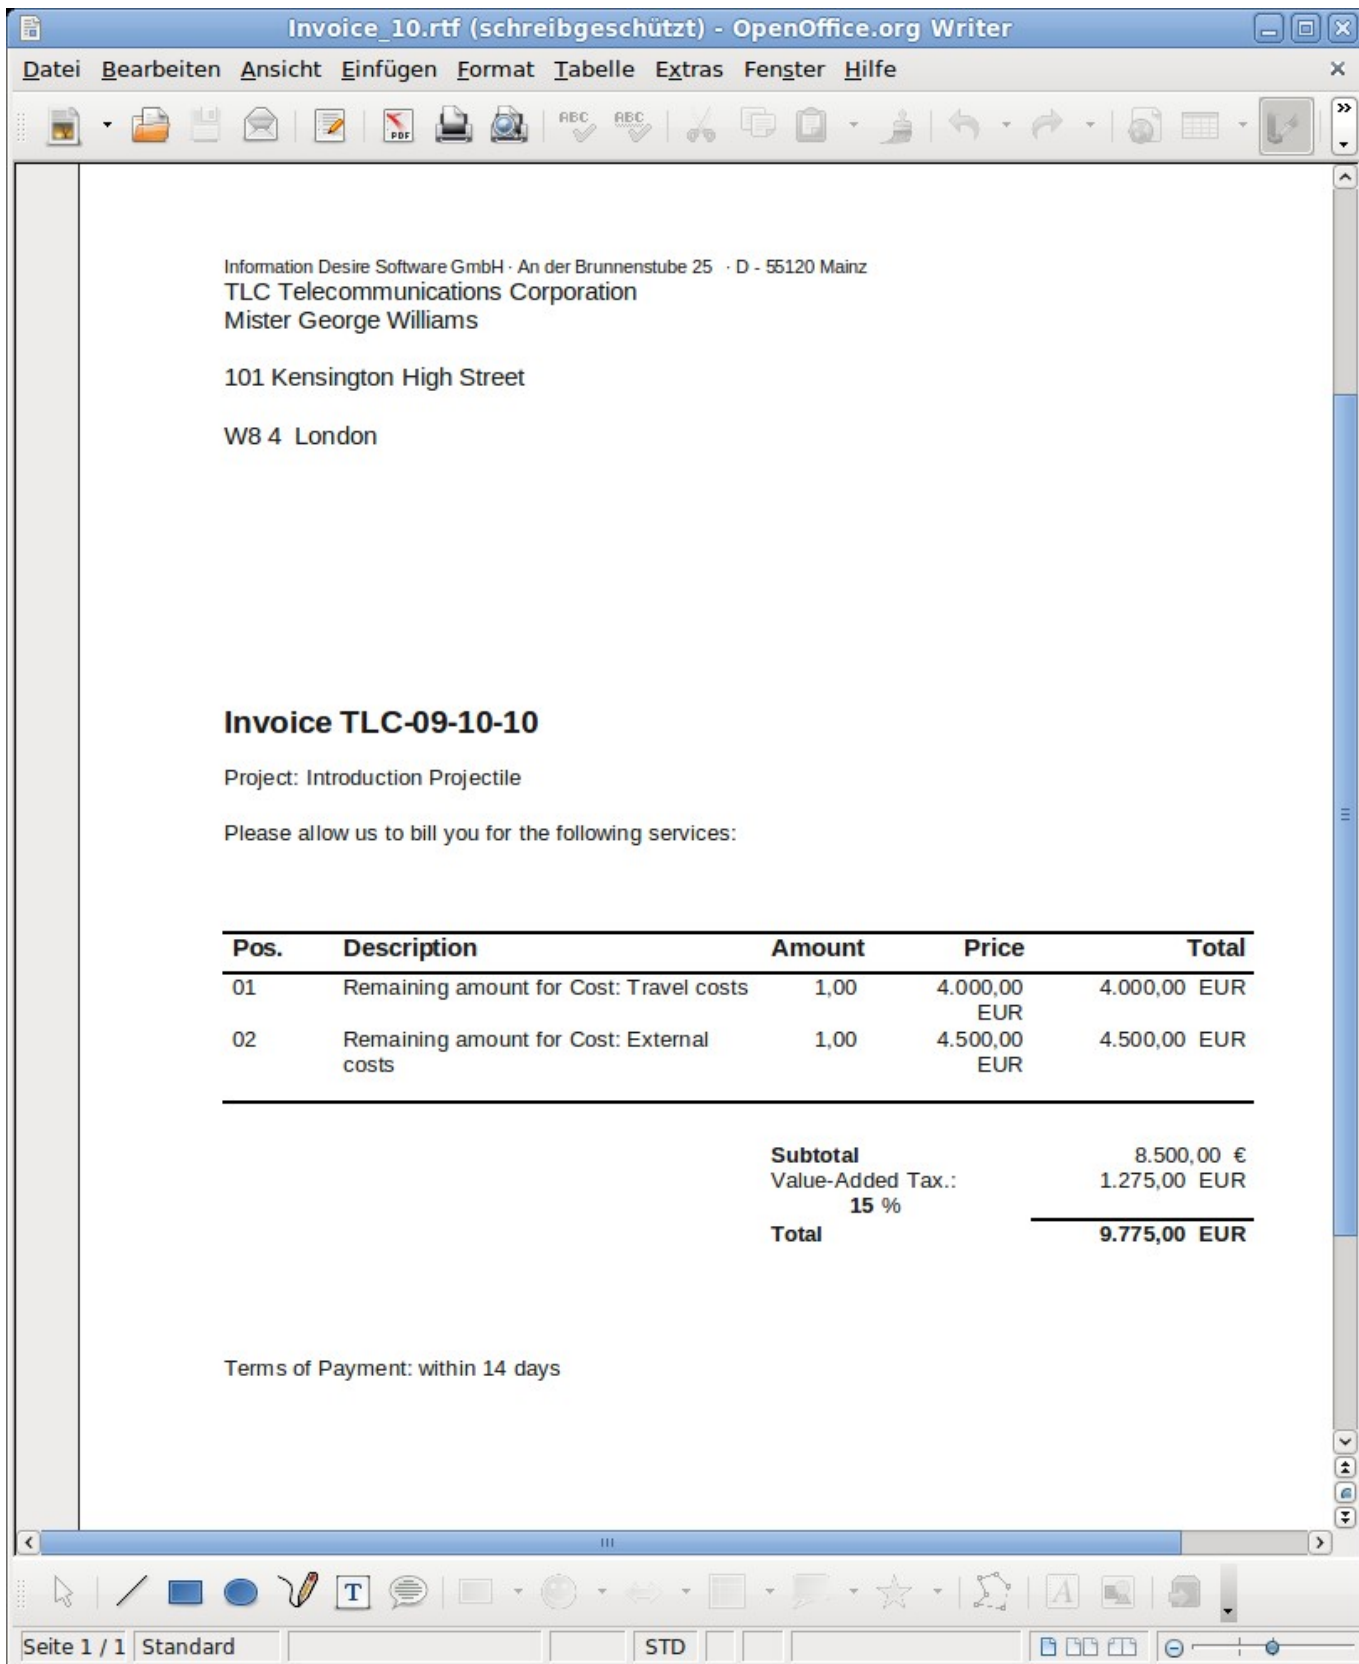 Invoice_10.rtf (schreibgeschützt) - OpenOffice.org Writer
Datei Bearbeiten Ansicht Einfügen Format Tabelle Extras Fenster Hilfe
PDF ABC ABC
Information Desire Software GmbH · An der Brunnenstube 25 · D - 55120 Mainz
TLC Telecommunications Corporation
Mister George Williams
101 Kensington High Street
W8 4 London
Invoice TLC-09-10-10
Project: Introduction Projectile
Please allow us to bill you for the following services:
Pos. Description Amount Price Total
01 Remaining amount for Cost: Travel costs 1,00 4.000,00 4.000,00 EUR
EUR
02 Remaining amount for Cost: External 1,00 4.500,00 4.500,00 EUR
costs EUR
Subtotal 8.500,00 €
Value-Added Tax.: 1.275,00 EUR
15 %
Total 9.775,00 EUR
Terms of Payment: within 14 days
T A
Seite 1 / 1 Standard STD